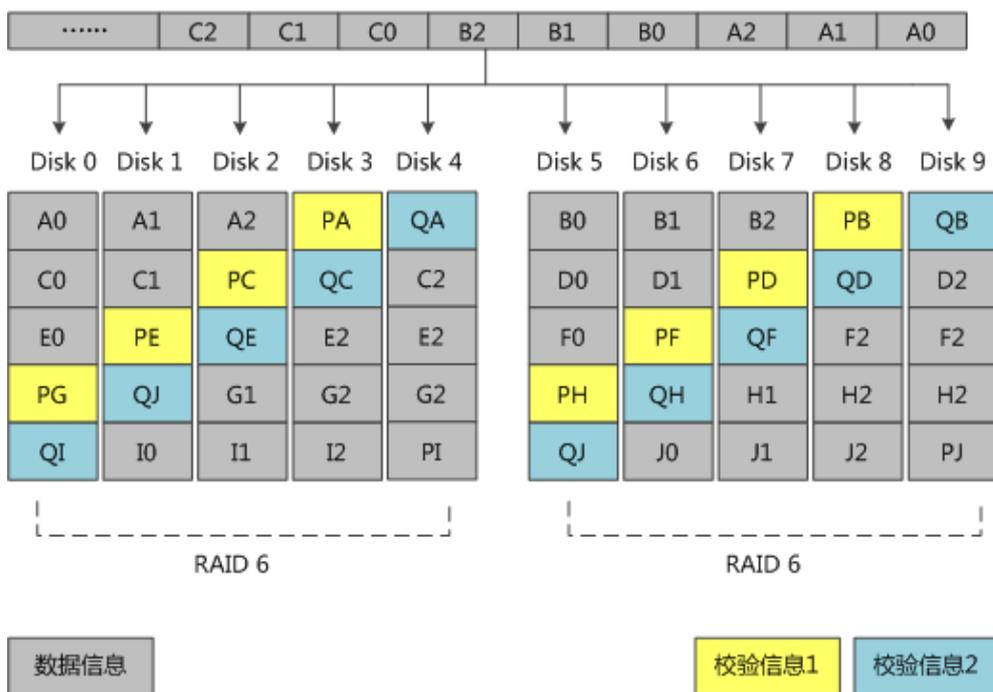 …… C2 C1 C0 B2 B1 B0 A2 A1 A0
Disk 0 Disk 1 Disk 2 Disk 3 Disk 4 Disk 5 Disk 6 Disk 7 Disk 8 Disk 9
A0 A1 A2 PA QA B0 B1 B2 PB QB
C0 C1 PC QC C2 D0 D1 PD QD D2
E0 PE QE E2 E2 F0 PF QF F2 F2
PG QJ G1 G2 G2 PH QH H1 H2 H2
QI I0 I1 I2 PI QJ J0 J1 J2 PJ
RAID 6 RAID 6
数据信息 校验信息1 校验信息2